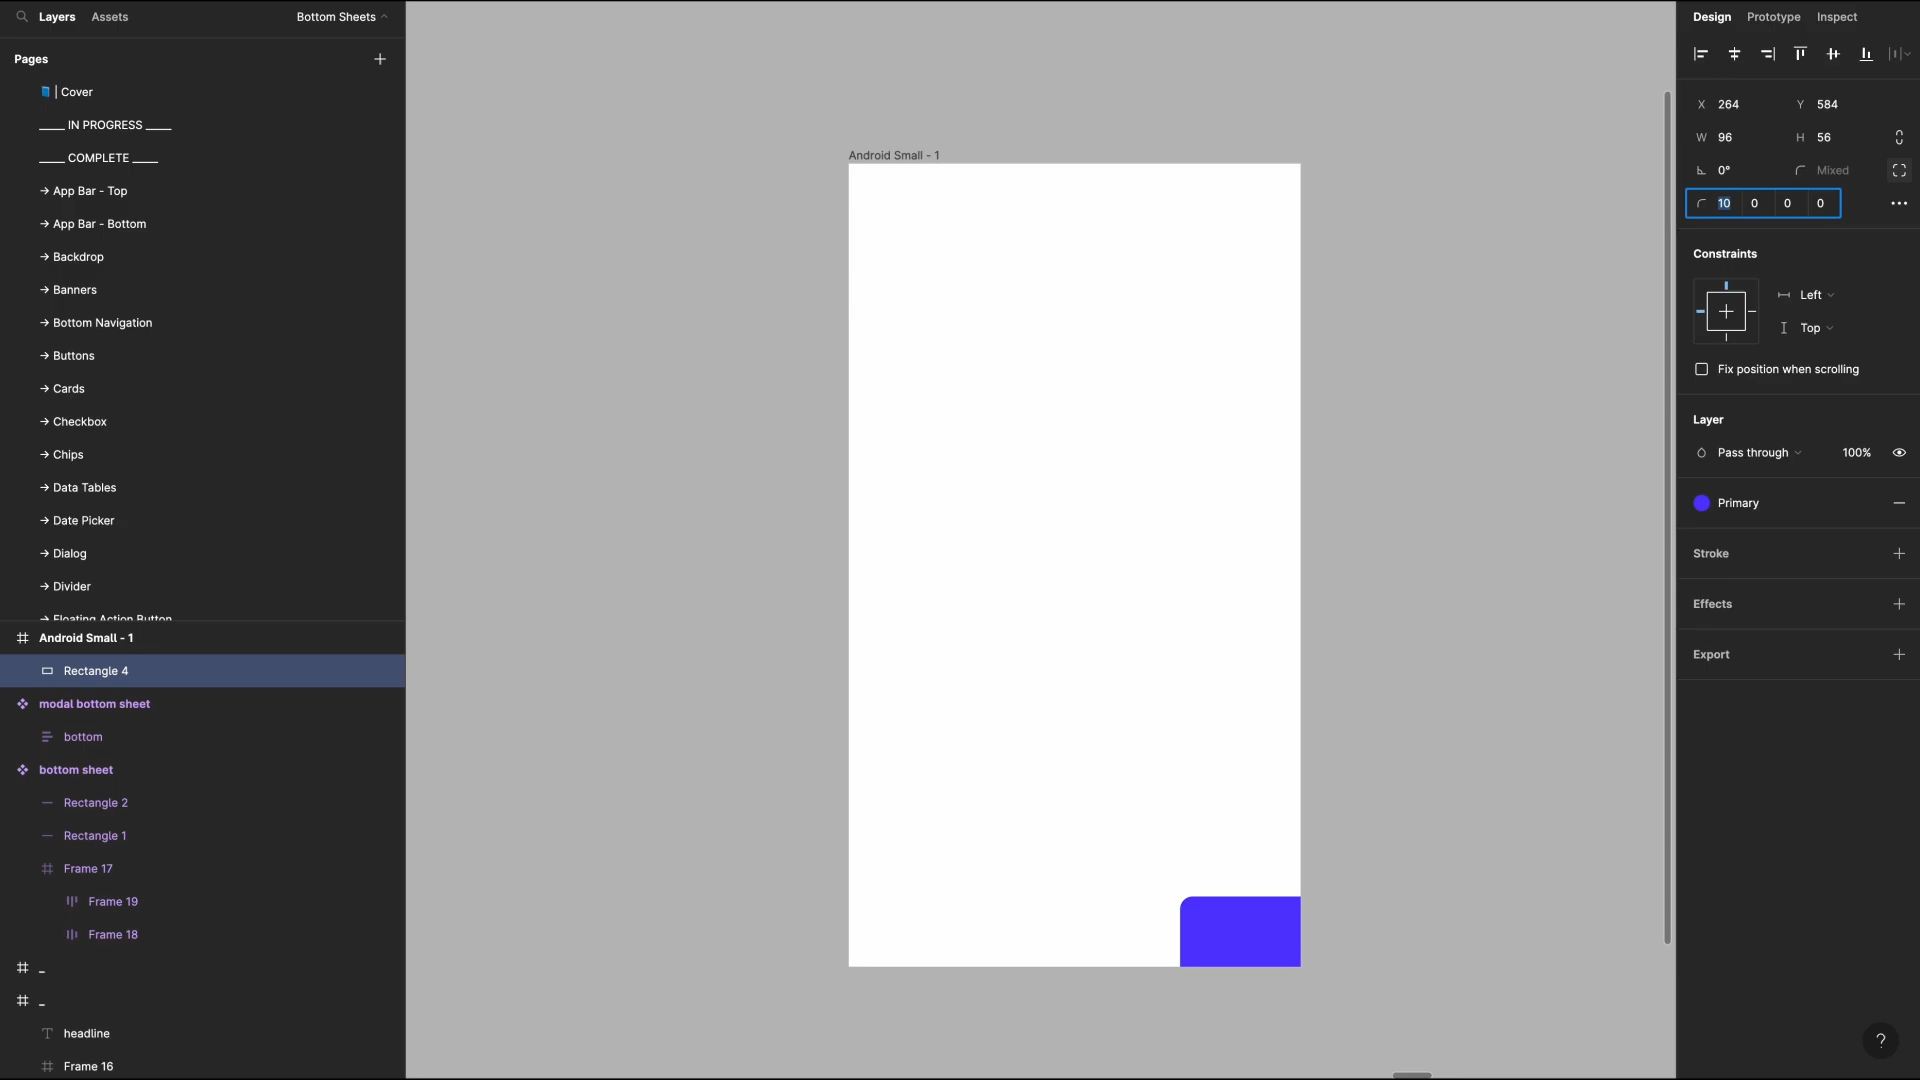 Layers Assets Bottom Sheets
Pages
| Cover
_____ IN PROGRESS _____
_____ COMPLETE _____
→ App Bar - Top
→ App Bar - Bottom
→ Backdrop
→ Banners
→ Bottom Navigation
→ Buttons
→ Cards
→ Checkbox
→ Chips
→ Data Tables
→ Date Picker
→ Dialog
→ Divider
→ Floating Action Button
Android Small - 1
Rectangle 4
modal bottom sheet
bottom
bottom sheet
Rectangle 2
Rectangle 1
Frame 17
Frame 19
Frame 18
_
_
headline
Frame 16
Android Small - 1
Design Prototype Inspect
X 264 Y 584
W 96 H 56
0° Mixed
10 0 0 0
Constraints
Left
Top
Fix position when scrolling
Layer
Pass through 100%
Primary
Stroke
Effects
Export
?